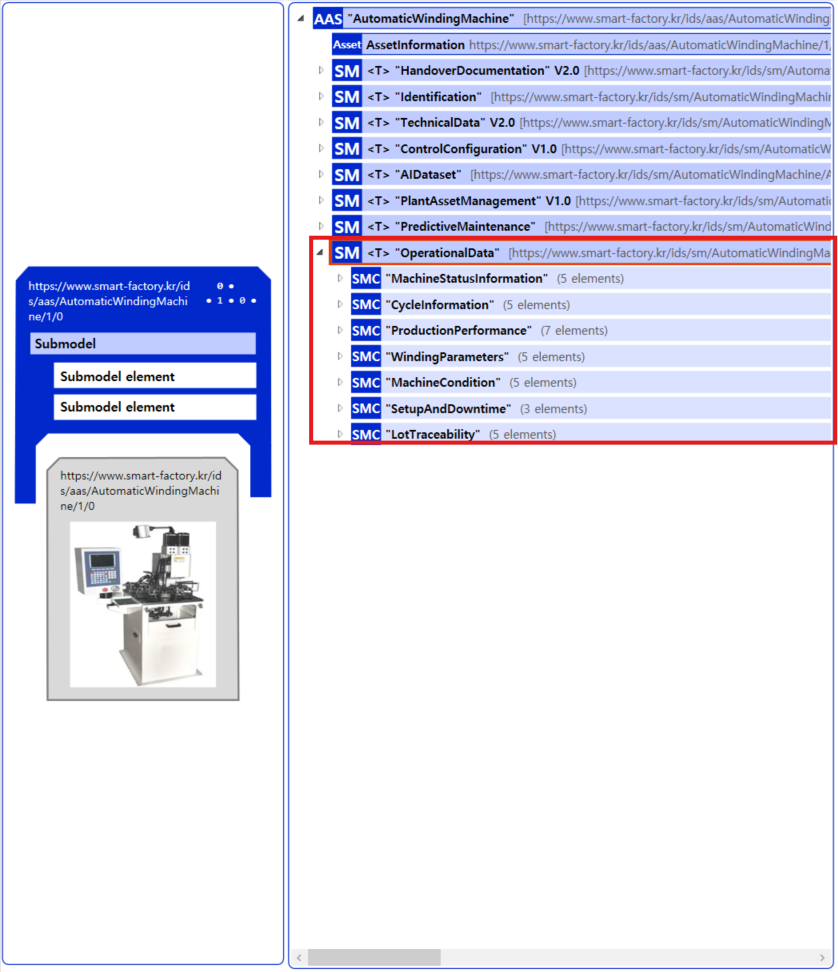 https://www.smart-factory.kr/id
s/aas/AutomaticWindingMachi
ne/1/0
0
1 0
Submodel
Submodel element
Submodel element
https://www.smart-factory.kr/id
s/aas/AutomaticWindingMachi
ne/1/0
AAS "AutomaticWindingMachine" [https://www.smart-factory.kr/ids/aas/AutomaticWinding
Asset AssetInformation https://www.smart-factory.kr/ids/aas/AutomaticWindingMachine/1
SM <T> "HandoverDocumentation" V2.0 [https://www.smart-factory.kr/ids/sm/Automa
SM <T> "Identification" [https://www.smart-factory.kr/ids/sm/AutomaticWindingMachin
SM <T> "TechnicalData" V2.0 [https://www.smart-factory.kr/ids/sm/AutomaticWindingM
SM <T> "ControlConfiguration" V1.0 [https://www.smart-factory.kr/ids/sm/AutomaticW
SM <T> "AIDataset" [https://www.smart-factory.kr/ids/sm/AutomaticWindingMachine/A
SM <T> "PlantAssetManagement" V1.0 [https://www.smart-factory.kr/ids/sm/Automati
SM <T> "PredictiveMaintenance" [https://www.smart-factory.kr/ids/sm/AutomaticWind
SM <T> "OperationalData" [https://www.smart-factory.kr/ids/sm/AutomaticWindingMa
SMC "MachineStatusInformation" (5 elements)
SMC "CycleInformation" (5 elements)
SMC "ProductionPerformance" (7 elements)
SMC "WindingParameters" (5 elements)
SMC "MachineCondition" (5 elements)
SMC "SetupAndDowntime" (3 elements)
SMC "LotTraceability" (5 elements)